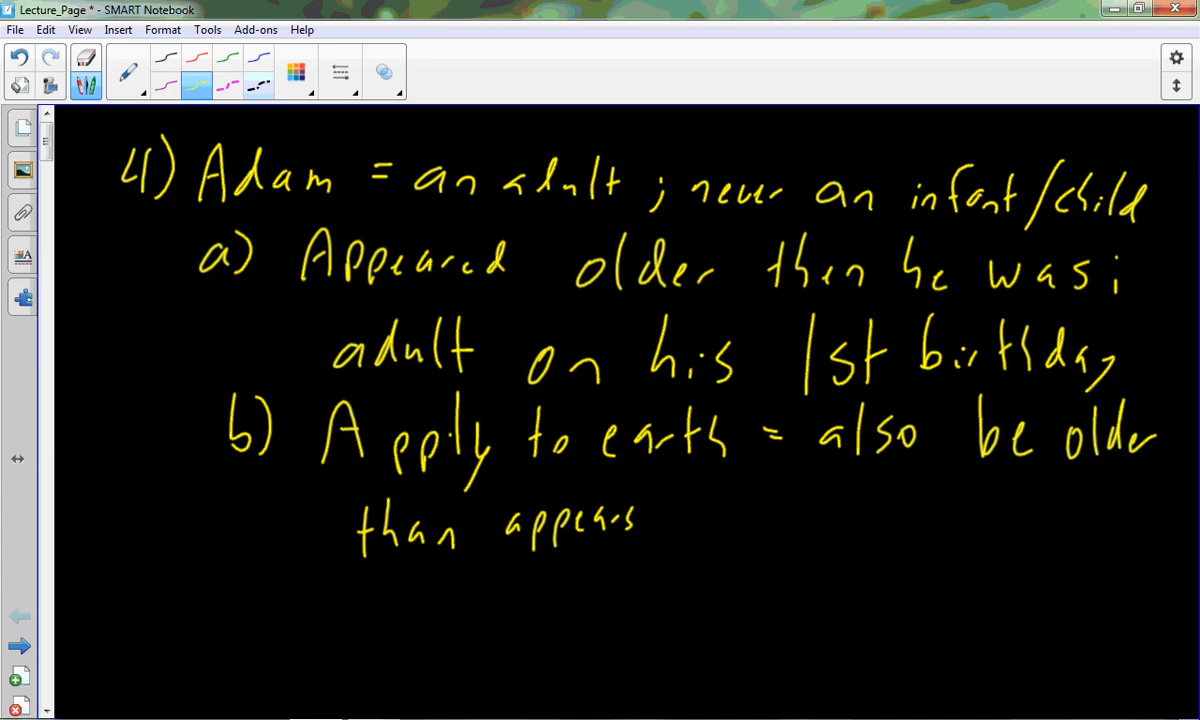 Lecture_Page * - SMART Notebook
File Edit View Insert Format Tools Add-ons Help
4) Adam = an adult ; never an infant/child
a) Appeared older then he was ;
adult on his 1st birthday
b) Apply to earth = also be older
than appears